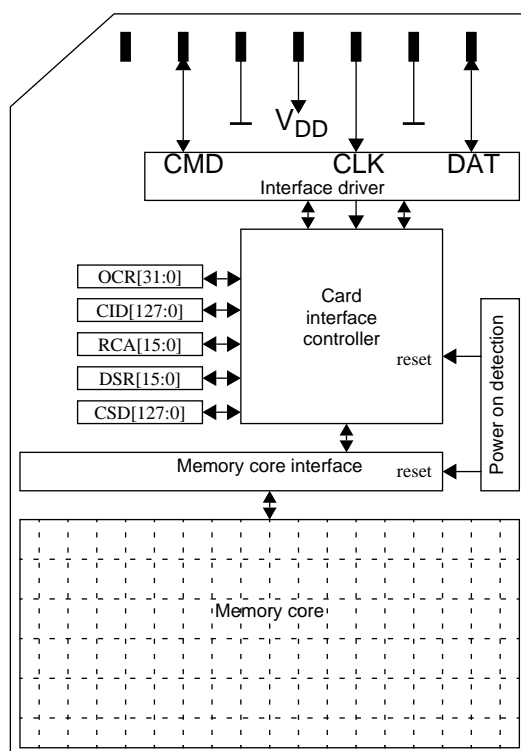 V DD
CMD CLK DAT
Interface driver
OCR[31:0]
CID[127:0]
RCA[15:0]
DSR[15:0]
CSD[127:0]
Card
interface
controller
reset
Power on detection
Memory core interface
reset
Memory core